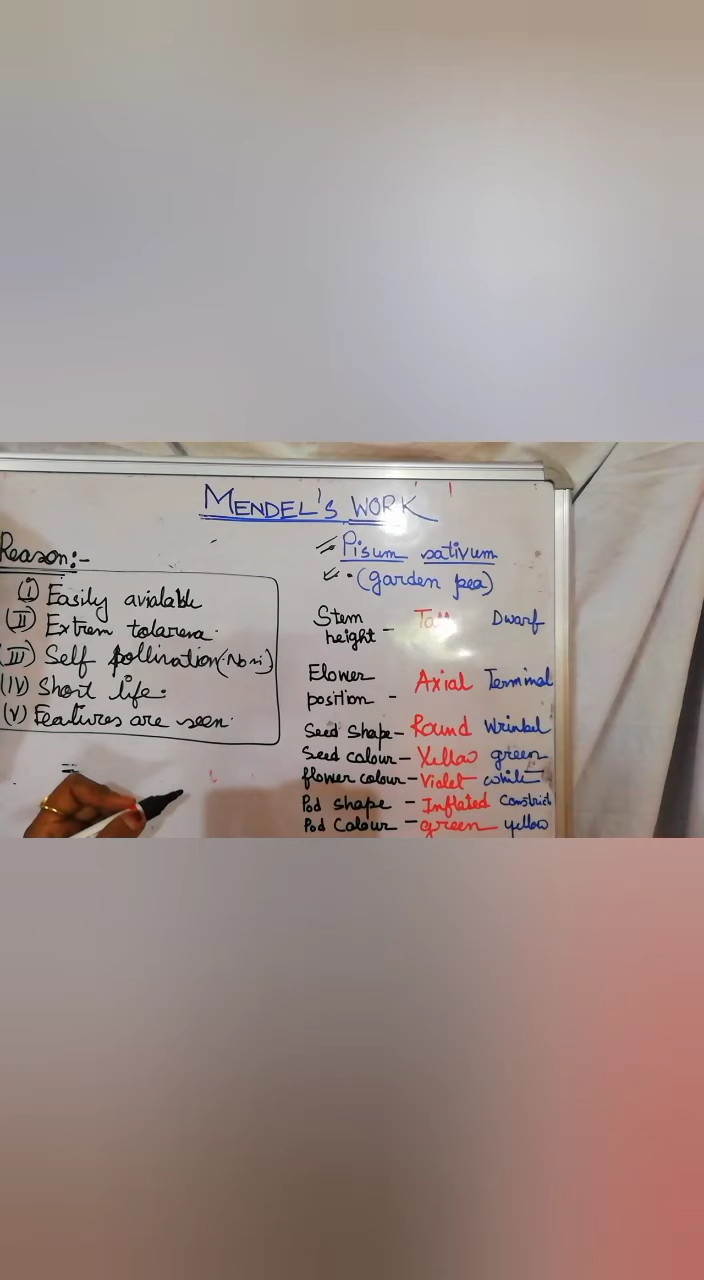 MENDEL'S WORK
Reason:-
(I) Easily avialable
(II) Extrem tolarena.
(III) Self pollination
(IV) Short life.
(V) Features are seen.
Pisum sativum
(garden pea)
Stem Tall Dwarf
height -
Flower Axial Terminal
position -
Seed Shape - Round Wrinkel
Seed colour - Yellow green
flower colour - Violet white
Pod shape - Inflated Constrict
Pod Colour - green yellow